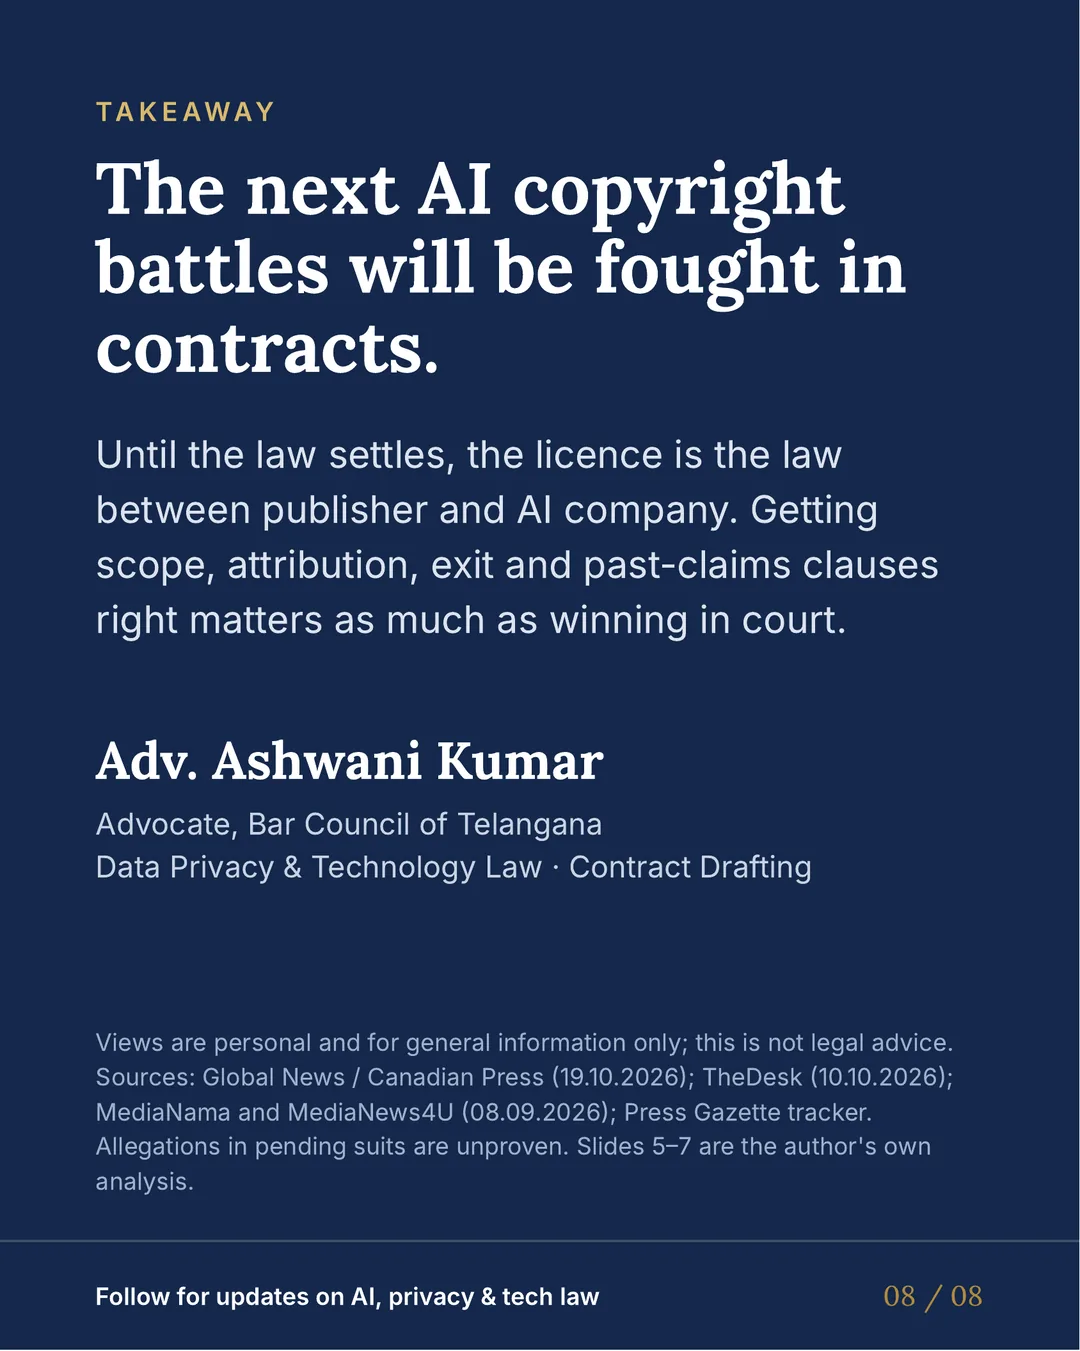 TAKEAWAY
The next AI copyright
battles will be fought in
contracts.
Until the law settles, the licence is the law
between publisher and AI company. Getting
scope, attribution, exit and past-claims clauses
right matters as much as winning in court.
Adv. Ashwani Kumar
Advocate, Bar Council of Telangana
Data Privacy & Technology Law · Contract Drafting
Views are personal and for general information only; this is not legal advice.
Sources: Global News / Canadian Press (19.10.2026); TheDesk (10.10.2026);
MediaNama and MediaNews4U (08.09.2026); Press Gazette tracker.
Allegations in pending suits are unproven. Slides 5–7 are the author's own
analysis.
Follow for updates on AI, privacy & tech law
08 / 08